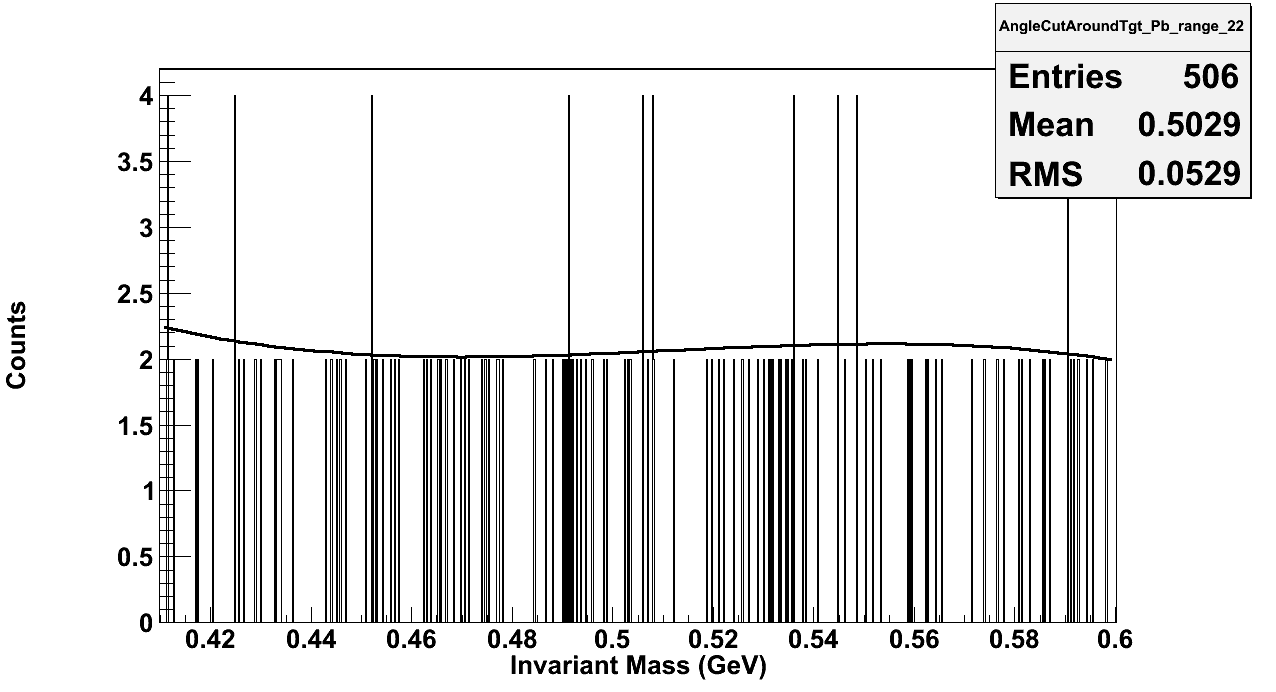 AngleCutAroundTgt_Pb_range_22
Entries 506
Mean 0.5029
RMS 0.0529
4
3.5
3
2.5
2
1.5
1
0.5
0
Counts
0.42 0.44 0.46 0.48 0.5 0.52 0.54 0.56 0.58 0.6
Invariant Mass (GeV)